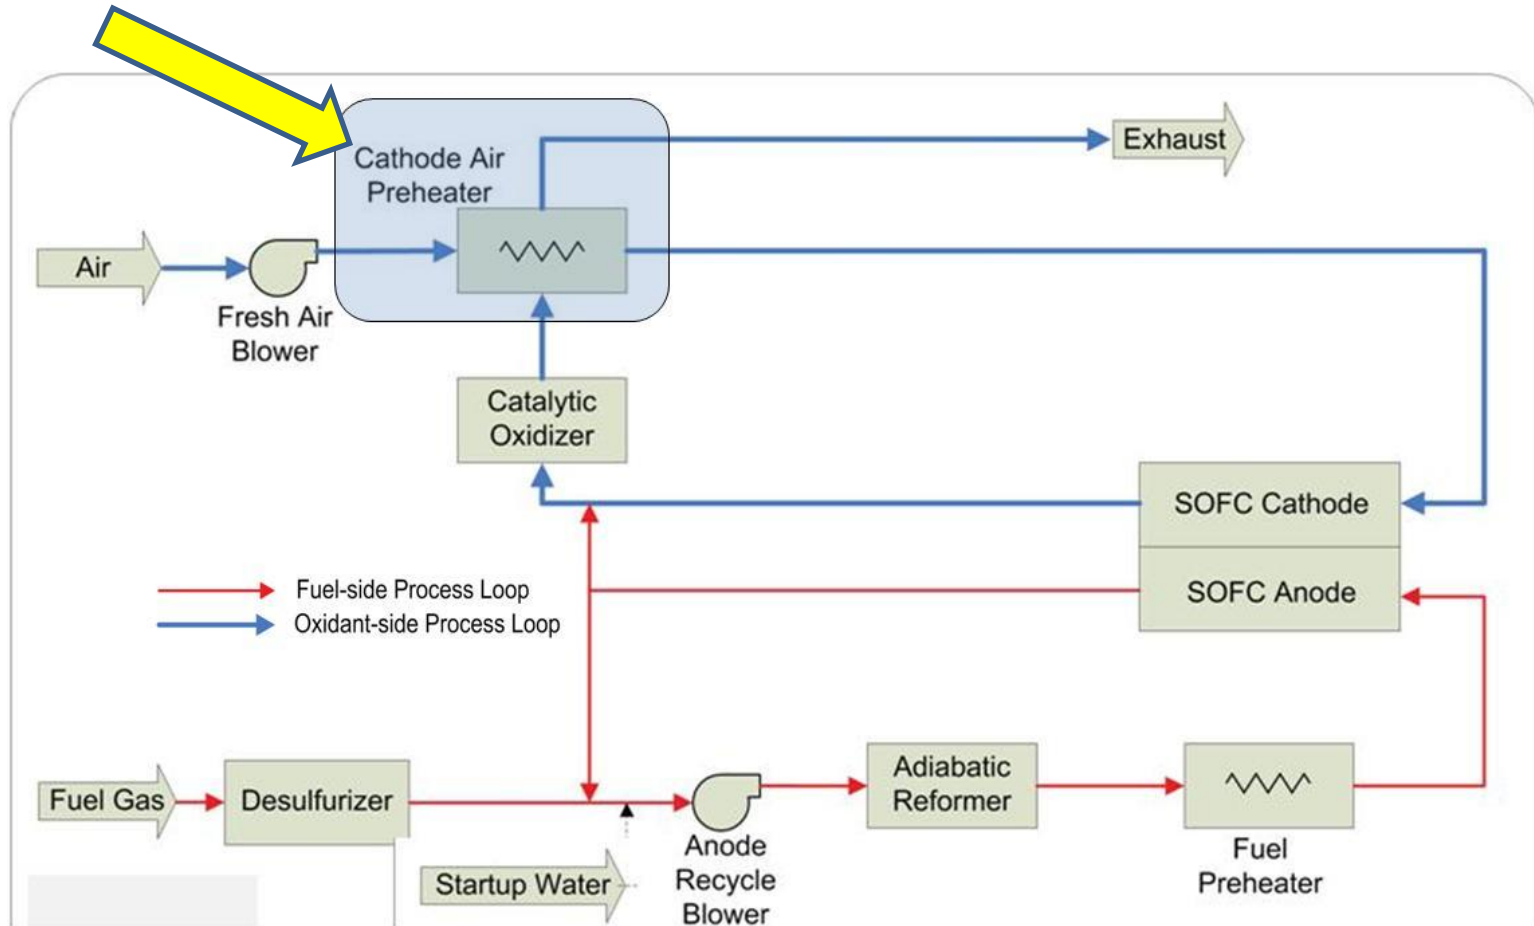 Exhaust
Cathode Air
Preheater
Air
Fresh Air
Blower
Catalytic
Oxidizer
SOFC Cathode
SOFC Anode
Fuel-side Process Loop
Oxidant-side Process Loop
Fuel Gas
Desulfurizer
Adiabatic
Reformer
Startup Water
Anode
Recycle
Blower
Fuel
Preheater